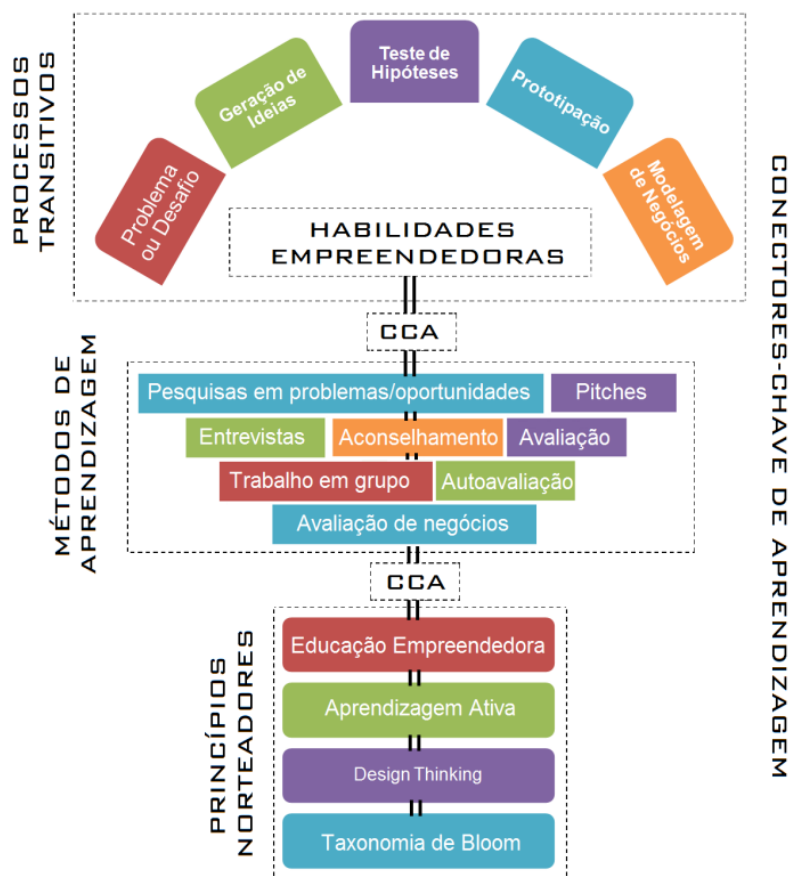 PROCESSOS
TRANSITIVOS
Problema
ou Desafio
Geração de
Ideias
Teste de
Hipóteses
Prototipação
Modelagem
de Negócios
HABILIDADES
EMPREENDEDORAS
CCA
MÉTODOS DE
APRENDIZAGEM
Pesquisas em problemas/oportunidades
Pitches
Entrevistas
Aconselhamento
Avaliação
Trabalho em grupo
Autoavaliação
Avaliação de negócios
CCA
PRINCÍPIOS
NORTEADORES
Educação Empreendedora
Aprendizagem Ativa
Design Thinking
Taxonomia de Bloom
CONECTORES-CHAVE DE APRENDIZAGEM